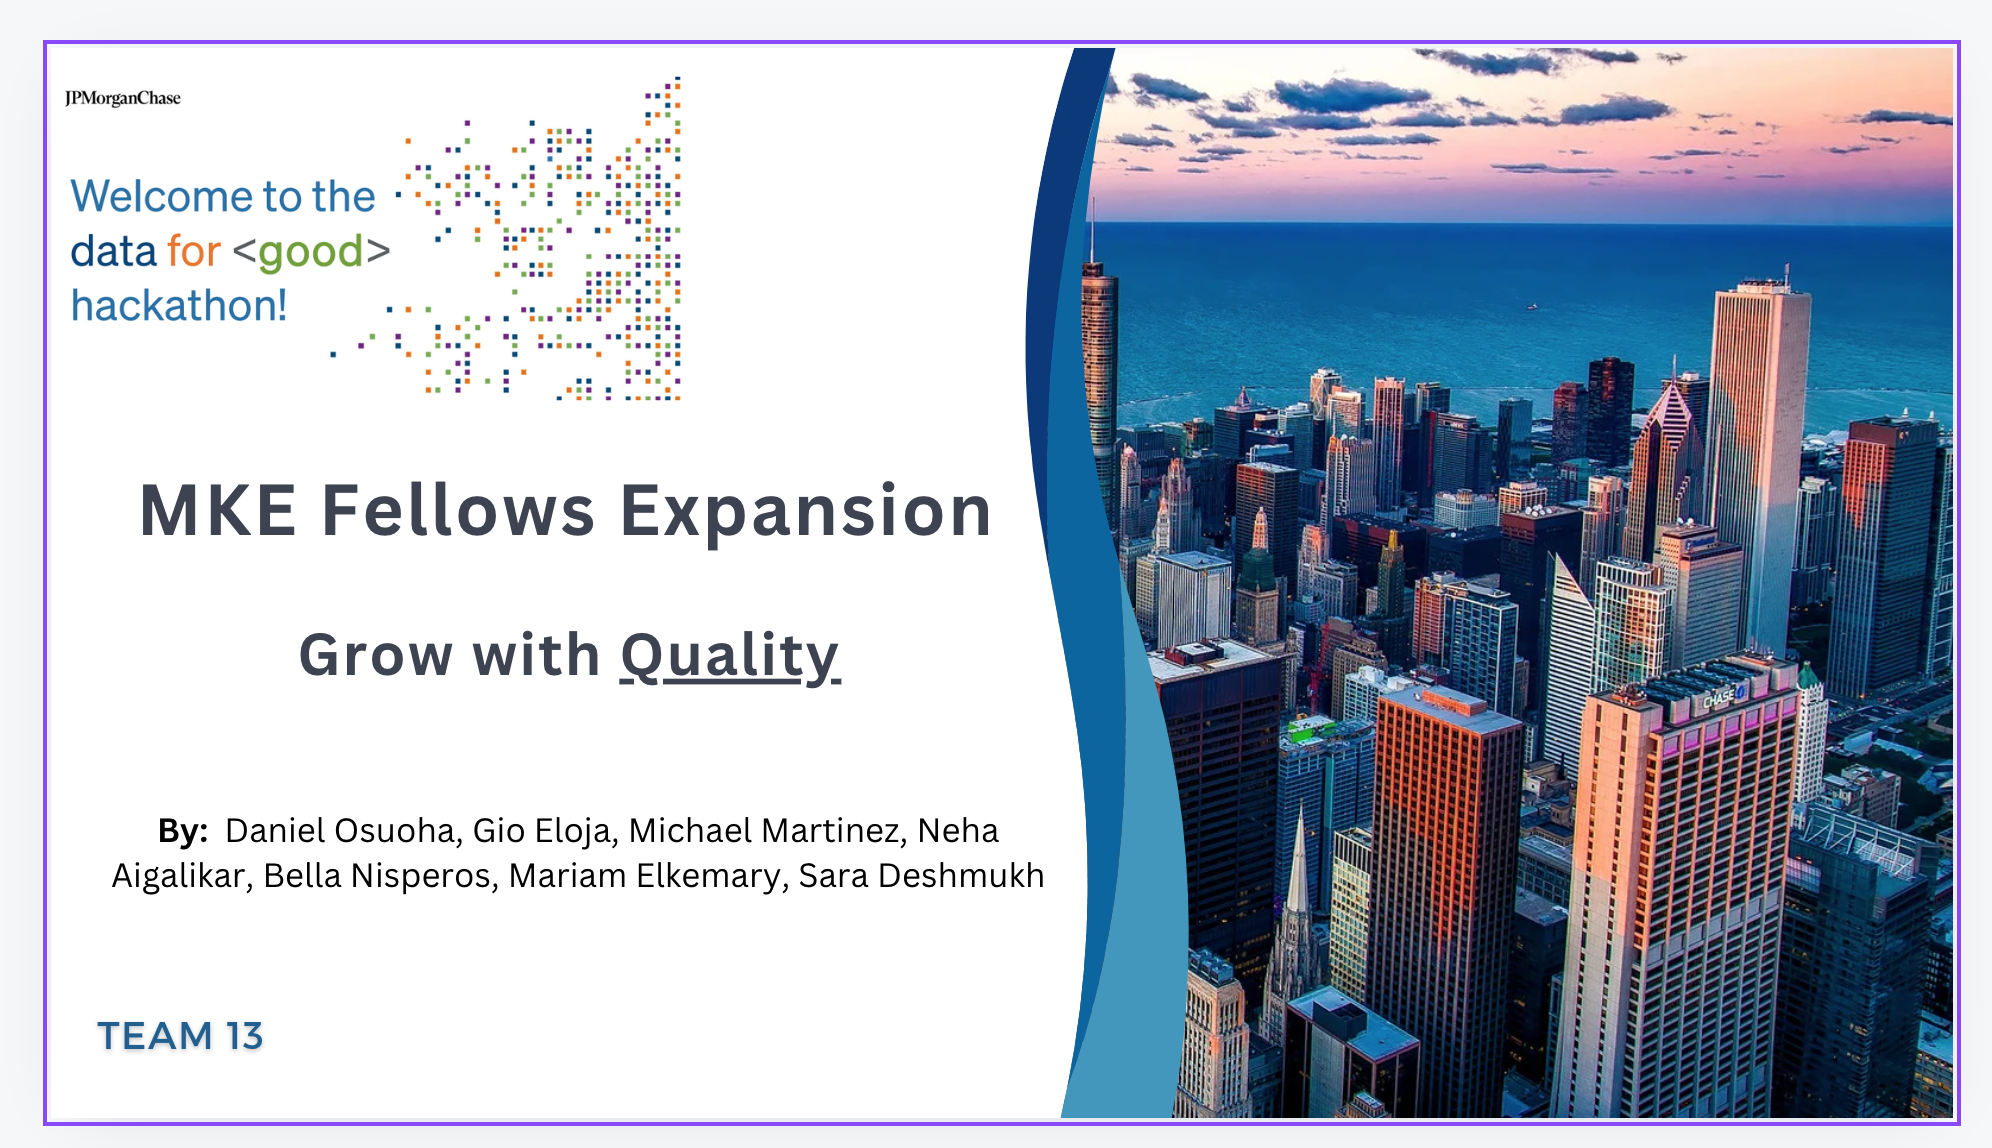 JPMorganChase
Welcome to the
data for <good>
hackathon!
MKE Fellows Expansion
Grow with Quality
By: Daniel Osuoha, Gio Eloja, Michael Martinez, Neha
Aigalikar, Bella Nisperos, Mariam Elkemary, Sara Deshmukh
TEAM 13
CHASE